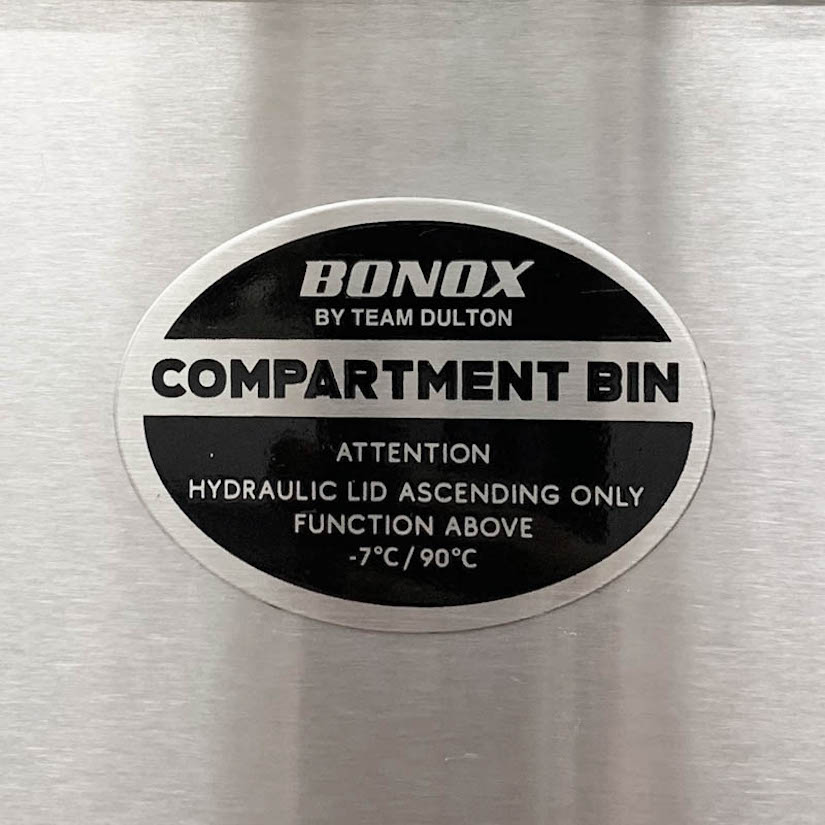 BONOX
BY TEAM DULTON
COMPARTMENT BIN
ATTENTION
HYDRAULIC LID ASCENDING ONLY
FUNCTION ABOVE
-7°C / 90°C